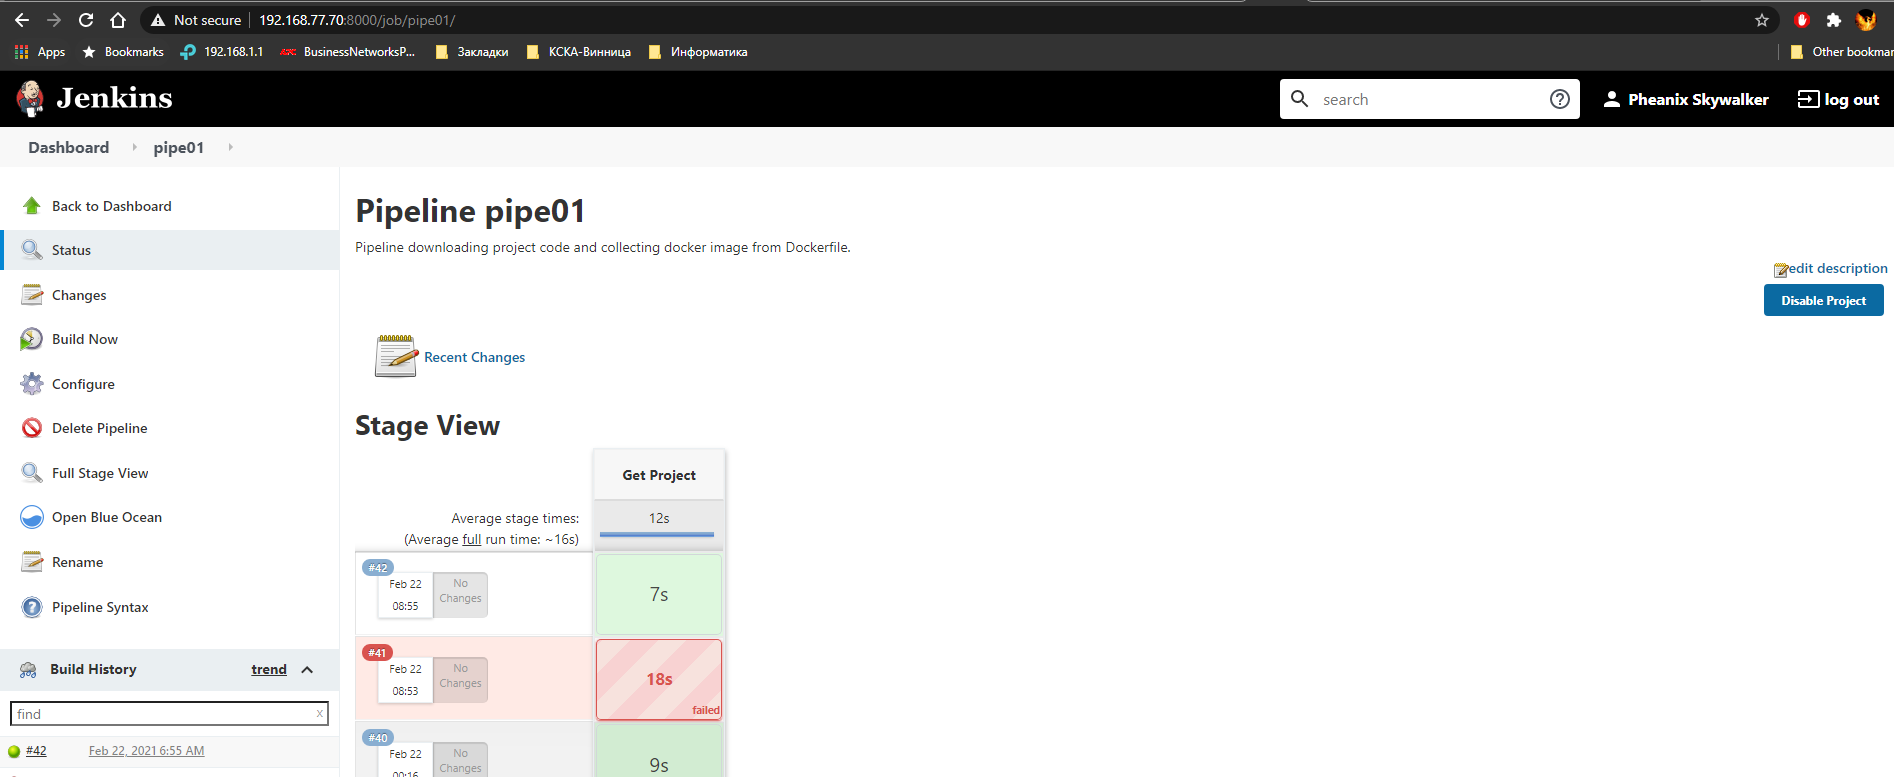 Not secure 192.168.77.70:8000/job/pipe01/
Apps Bookmarks 192.168.1.1 BusinessNetworksP... Закладки КСКА-Винница Информатика Other bookmar
Jenkins search Pheanix Skywalker log out
Dashboard pipe01
Back to Dashboard
Status
Changes
Build Now
Configure
Delete Pipeline
Full Stage View
Open Blue Ocean
Rename
Pipeline Syntax
Build History trend
find x
#42 Feb 22, 2021 6:55 AM
Pipeline pipe01
Pipeline downloading project code and collecting docker image from Dockerfile.
edit description
Disable Project
Recent Changes
Stage View
Get Project
Average stage times: 12s
(Average full run time: ~16s)
#42
Feb 22 No
08:55 Changes
7s
#41
Feb 22 No
08:53 Changes
18s
failed
#40
Feb 22 No
00:16 Changes
9s